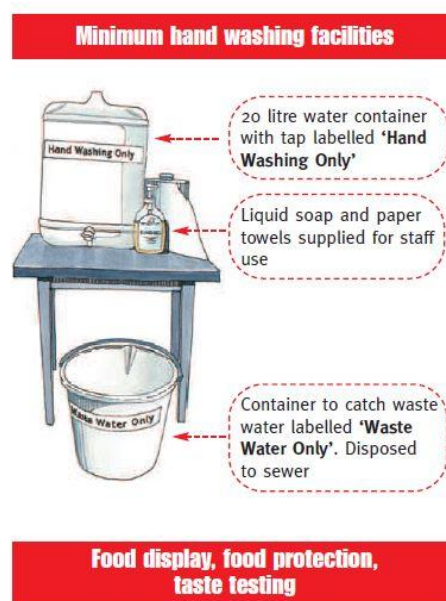 Minimum hand washing facilities
Hand Washing Only
20 litre water container
with tap labelled ‘Hand
Washing Only’
Liquid soap and paper
towels supplied for staff
use
Waste Water Only
Container to catch waste
water labelled ‘Waste
Water Only’. Disposed
to sewer
Food display, food protection,
taste testing